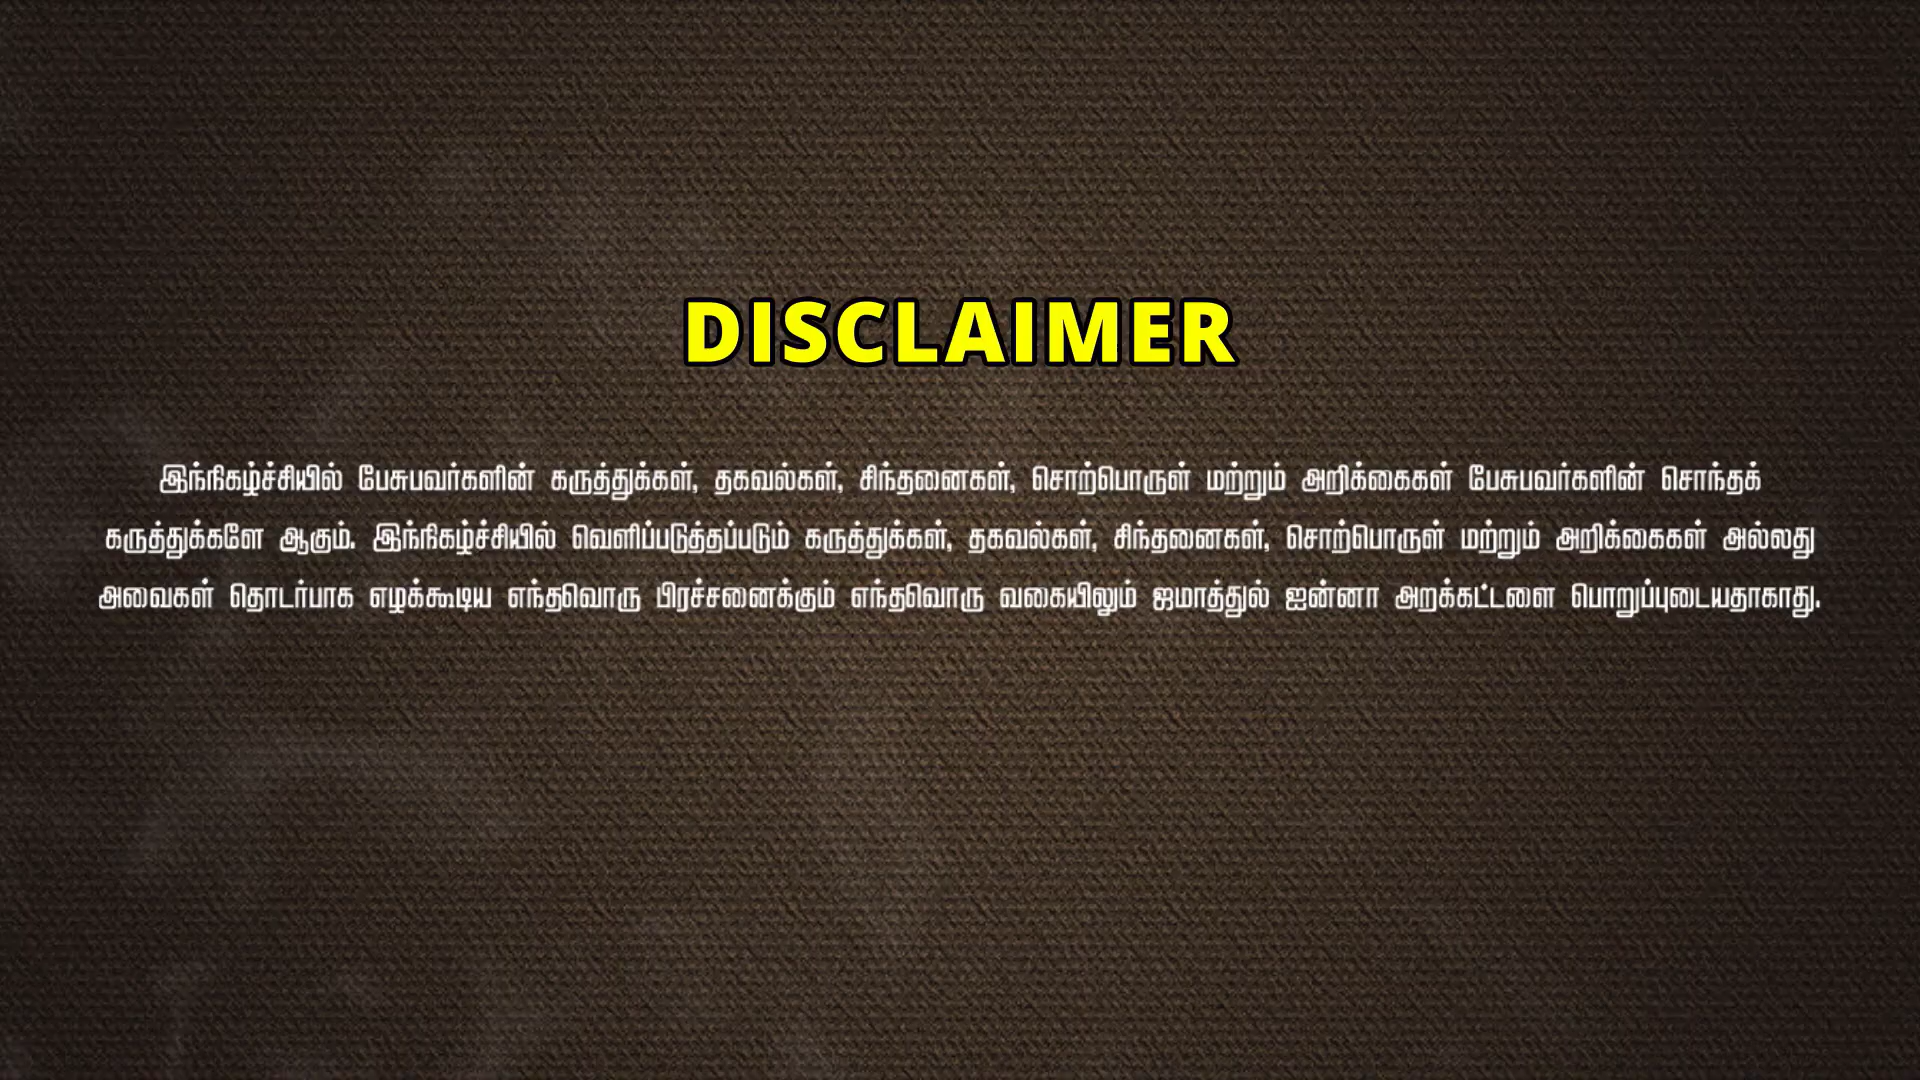 DISCLAIMER
இந்நிகழ்ச்சியில் பேசுபவர்களின் கருத்துக்கள், தகவல்கள், சிந்தனைகள், சொற்பொருள் மற்றும் அறிக்கைகள் பேசுபவர்களின் சொந்தக்
கருத்துக்களே ஆகும். இந்நிகழ்ச்சியில் வெளிப்படுத்தப்படும் கருத்துக்கள், தகவல்கள், சிந்தனைகள், சொற்பொருள் மற்றும் அறிக்கைகள் அல்லது
அவைகள் தொடர்பாக எழக்கூடிய எந்தவொரு பிரச்சனைக்கும் எந்தவொரு வகையிலும் ஐமாத்துல் ஐன்னா அறக்கட்டளை பொறுப்புடையதாகாது.